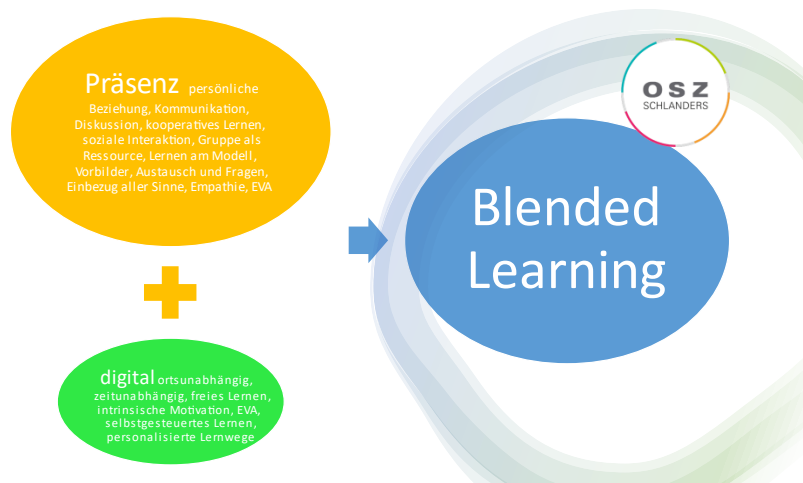 Präsenz persönliche
Beziehung, Kommunikation,
Diskussion, kooperatives Lernen,
soziale Interaktion, Gruppe als
Ressource, Lernen am Modell,
Vorbilder, Austausch und Fragen,
Einbezug aller Sinne, Empathie, EVA
digital ortsunabhängig,
zeitunabhängig, freies Lernen,
intrinsische Motivation, EVA,
selbstgesteuertes Lernen,
personalisierte Lernwege
OSZ
SCHLANDERS
Blended
Learning